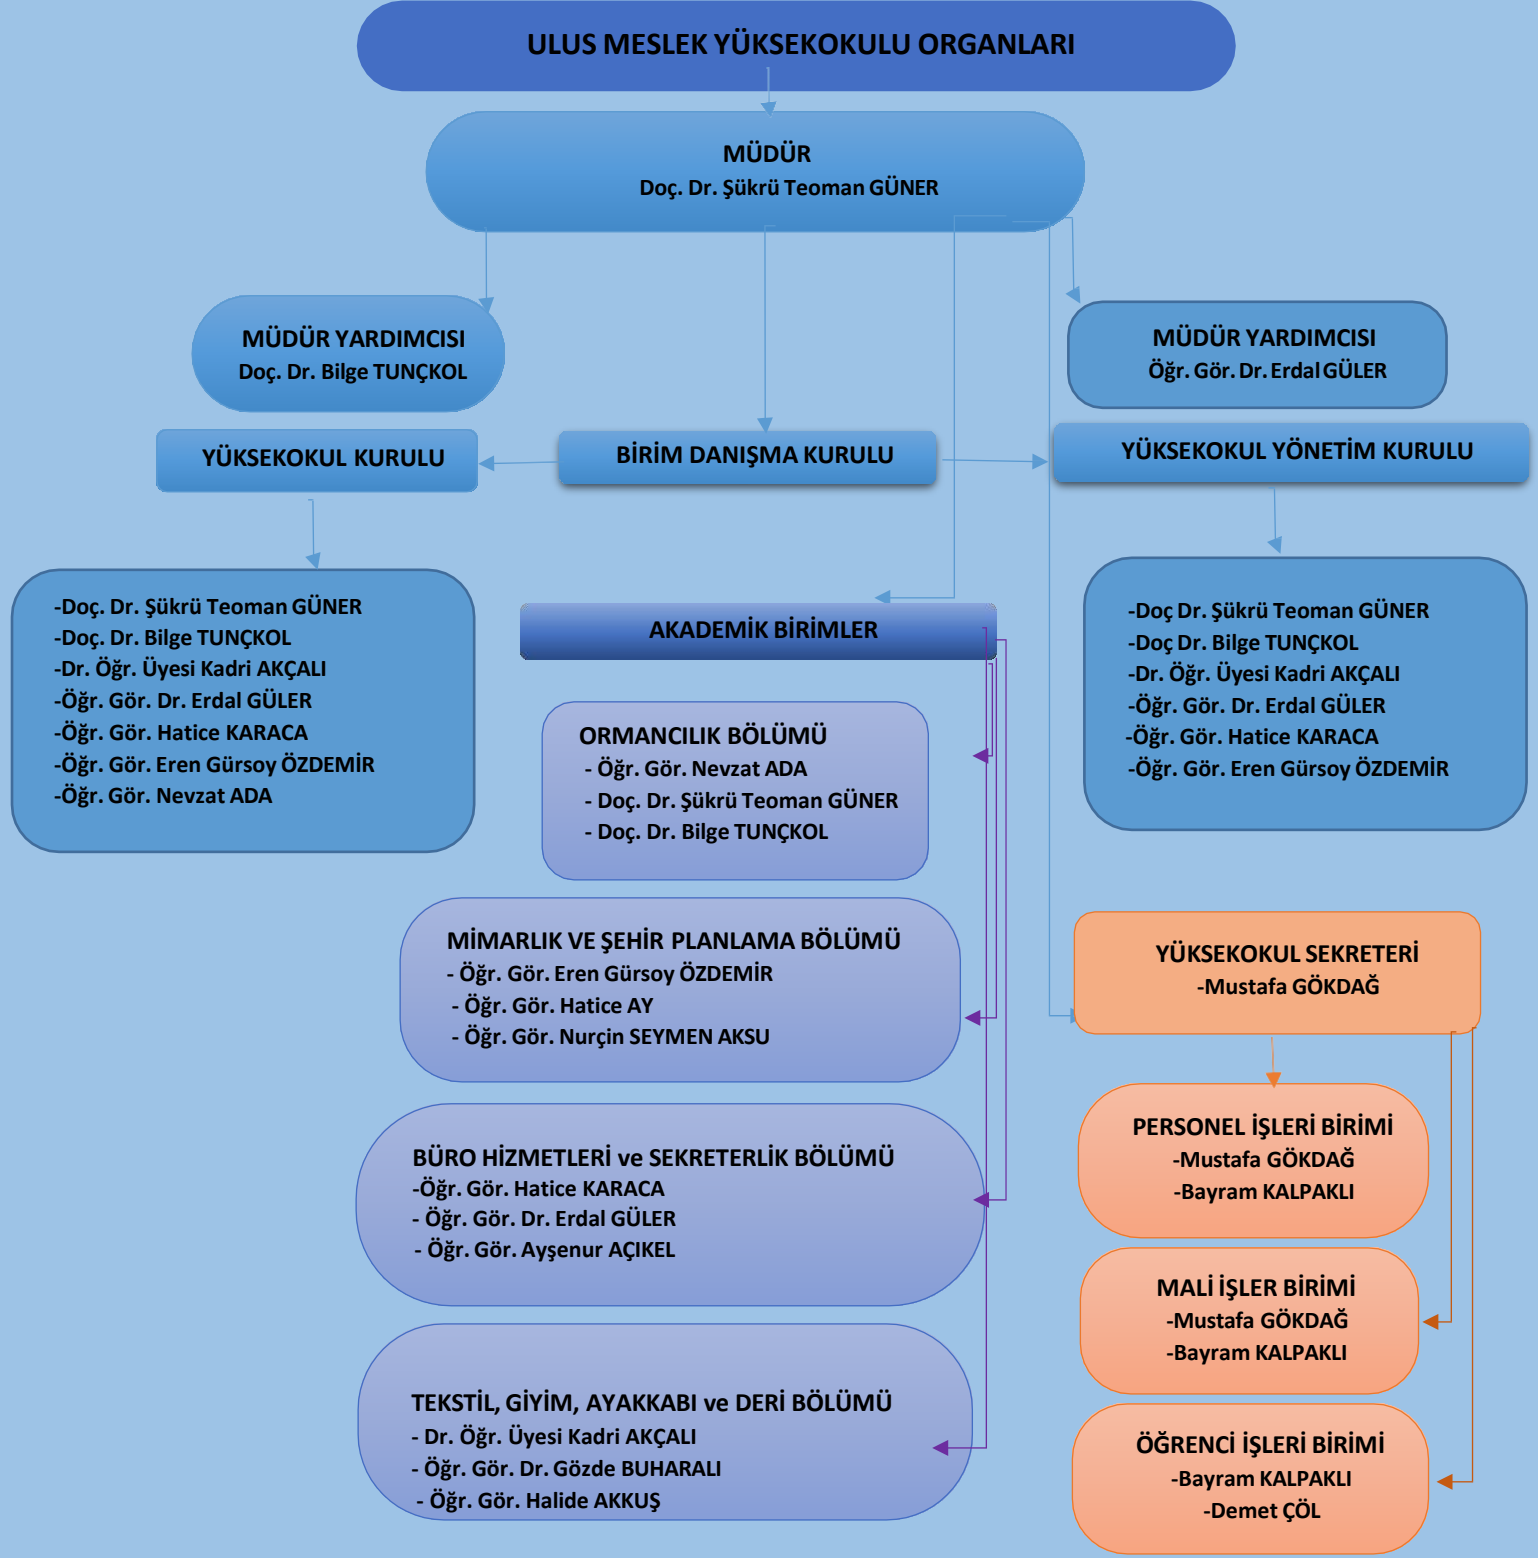 ULUS MESLEK YÜKSEKOKULU ORGANLARI
MÜDÜR
Doç. Dr. Şükrü Teoman GÜNER
MÜDÜR YARDIMCISI
Doç. Dr. Bilge TUNÇKOL
MÜDÜR YARDIMCISI
Öğr. Gör. Dr. Erdal GÜLER
YÜKSEKOKUL KURULU
BİRİM DANIŞMA KURULU
YÜKSEKOKUL YÖNETİM KURULU
-Doç. Dr. Şükrü Teoman GÜNER
-Doç. Dr. Bilge TUNÇKOL
-Dr. Öğr. Üyesi Kadri AKÇALI
-Öğr. Gör. Dr. Erdal GÜLER
-Öğr. Gör. Hatice KARACA
-Öğr. Gör. Eren Gürsoy ÖZDEMİR
-Öğr. Gör. Nevzat ADA
-Doç Dr. Şükrü Teoman GÜNER
-Doç Dr. Bilge TUNÇKOL
-Dr. Öğr. Üyesi Kadri AKÇALI
-Öğr. Gör. Dr. Erdal GÜLER
-Öğr. Gör. Hatice KARACA
-Öğr. Gör. Eren Gürsoy ÖZDEMİR
AKADEMİK BİRİMLER
ORMANCILIK BÖLÜMÜ
- Öğr. Gör. Nevzat ADA
- Doç. Dr. Şükrü Teoman GÜNER
- Doç. Dr. Bilge TUNÇKOL
MİMARLIK VE ŞEHİR PLANLAMA BÖLÜMÜ
- Öğr. Gör. Eren Gürsoy ÖZDEMİR
- Öğr. Gör. Hatice AY
- Öğr. Gör. Nurçin SEYMEN AKSU
BÜRO HİZMETLERİ ve SEKRETERLİK BÖLÜMÜ
-Öğr. Gör. Hatice KARACA
- Öğr. Gör. Dr. Erdal GÜLER
- Öğr. Gör. Ayşenur AÇIKEL
TEKSTİL, GİYİM, AYAKKABI ve DERİ BÖLÜMÜ
- Dr. Öğr. Üyesi Kadri AKÇALI
- Öğr. Gör. Dr. Gözde BUHARALI
- Öğr. Gör. Halide AKKUŞ
YÜKSEKOKUL SEKRETERİ
-Mustafa GÖKDAĞ
PERSONEL İŞLERİ BİRİMİ
-Mustafa GÖKDAĞ
-Bayram KALPAKLI
MALİ İŞLER BİRİMİ
-Mustafa GÖKDAĞ
-Bayram KALPAKLI
ÖĞRENCİ İŞLERİ BİRİMİ
-Bayram KALPAKLI
-Demet ÇÖL